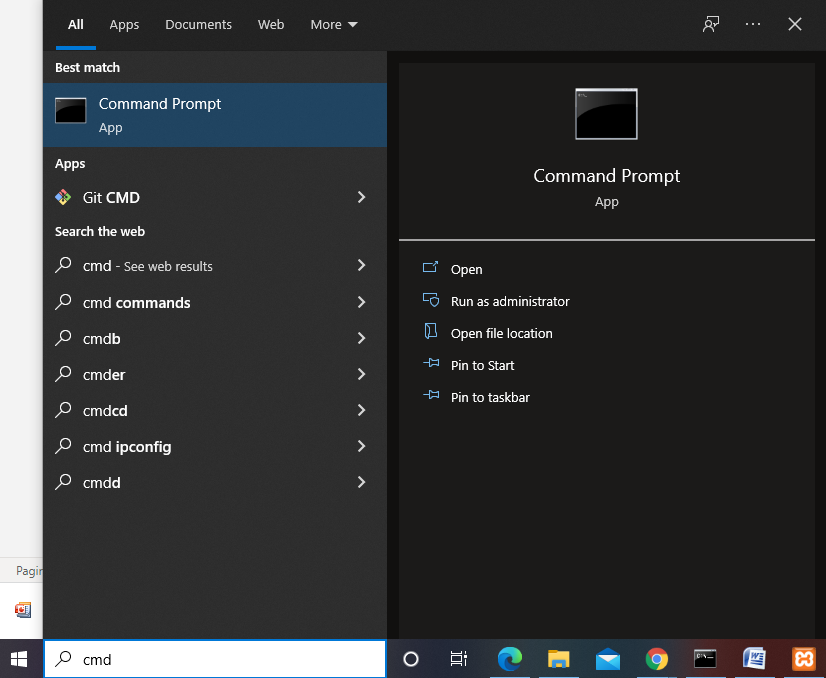 All Apps Documents Web More
Best match
Command Prompt
App
Apps
Git CMD
Search the web
cmd - See web results
cmd commands
cmdb
cmder
cmdcd
cmd ipconfig
cmdd
Command Prompt
App
Open
Run as administrator
Open file location
Pin to Start
Pin to taskbar
Pagin
cmd